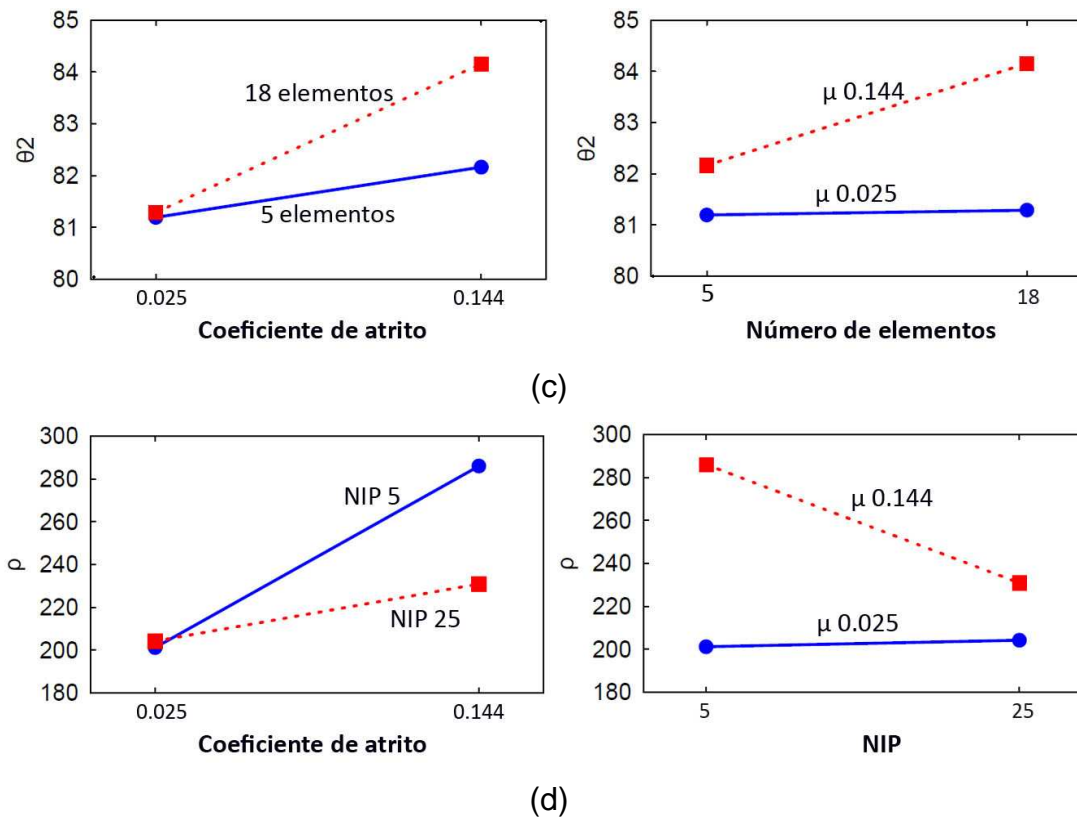 85
84
83
82
81
80
θ2
18 elementos
5 elementos
0.025
0.144
Coeficiente de atrito
85
84
83
82
81
80
θ2
μ 0.144
μ 0.025
5
18
Número de elementos
(c)
300
280
260
240
220
200
180
ρ
NIP 5
NIP 25
0.025
0.144
Coeficiente de atrito
300
280
260
240
220
200
180
ρ
μ 0.144
μ 0.025
5
25
NIP
(d)